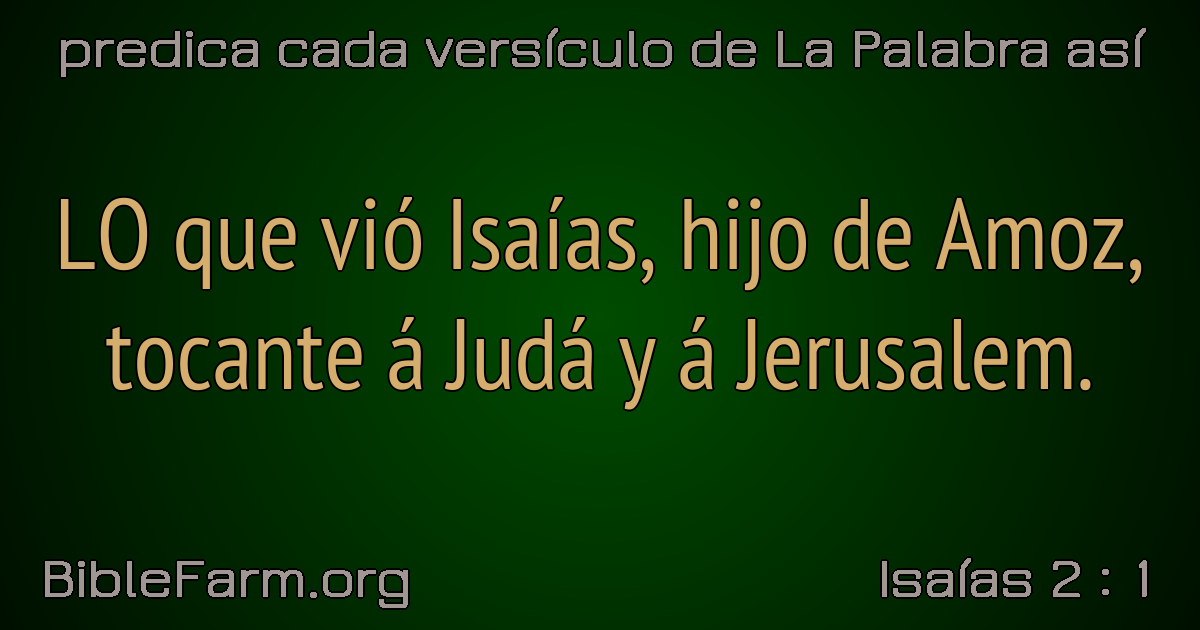 predica cada versículo de La Palabra así
LO que vió Isaías, hijo de Amoz,
tocante á Judá y á Jerusalem.
BibleFarm.org
Isaías 2 : 1